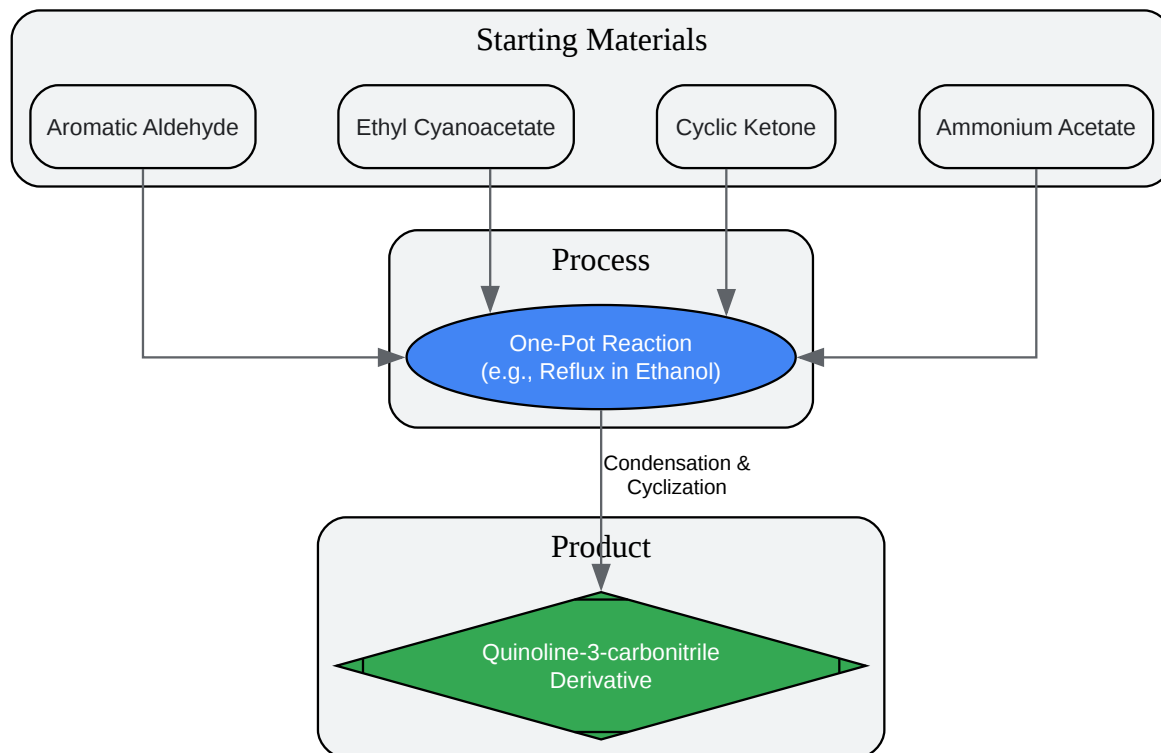 Starting Materials
Aromatic Aldehyde
Ethyl Cyanoacetate
Cyclic Ketone
Ammonium Acetate
Process
One-Pot Reaction
(e.g., Reflux in Ethanol)
Condensation &
Cyclization
Product
Quinoline-3-carbonitrile
Derivative